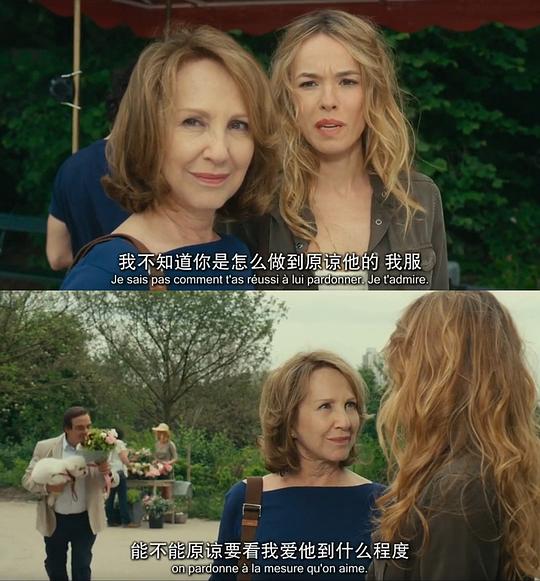 我不知道你是怎么做到原谅他的 我服
Je sais pas comment t'as réussi à lui pardonner. Je t'admire.
能不能原谅要看我爱他到什么程度
on pardonne à la mesure qu'on aime.